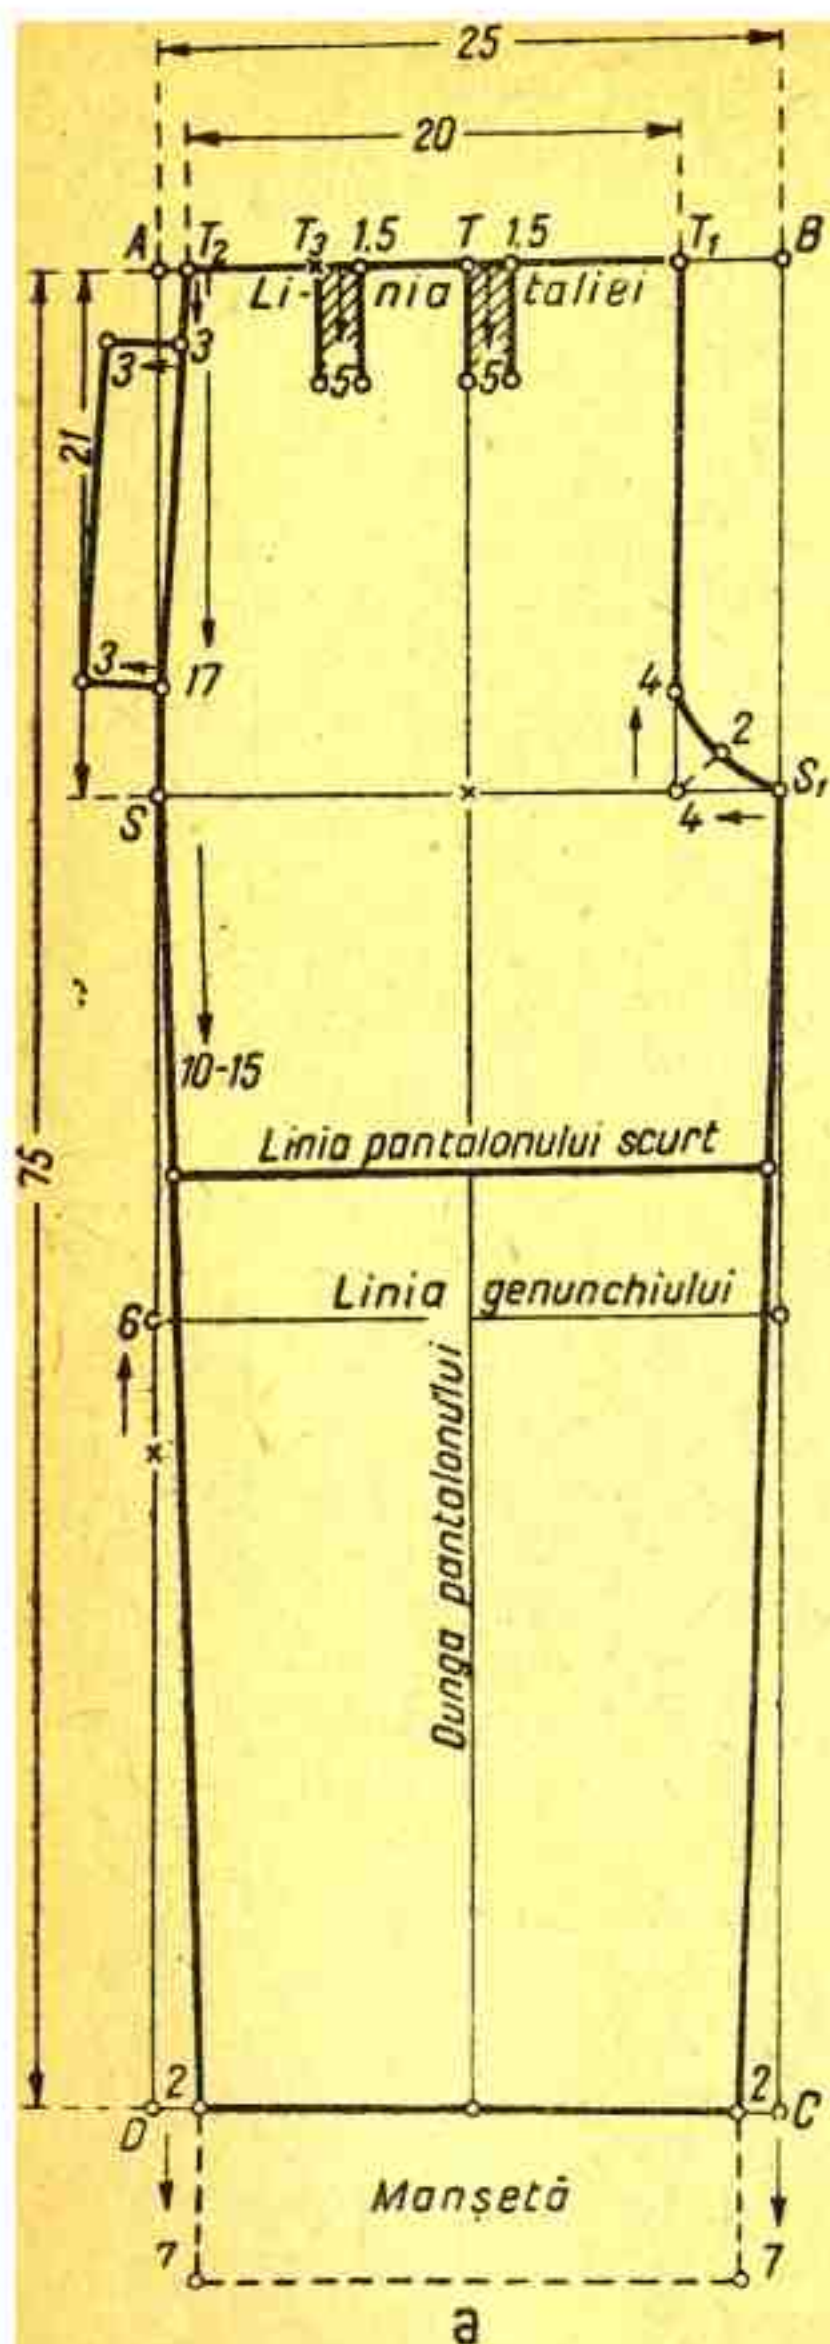 25
20
A T₂ T₃ 1.5 T 1.5 T₁ B
Li- nia taliei
3 3
5 5
21
3 17
4
2
S S₁
4
10-15
Linia pantalonului scurt
75
Linia genunchiului
6
Dunga pantalonului
2 2
D C
Manșetă
7 7
a